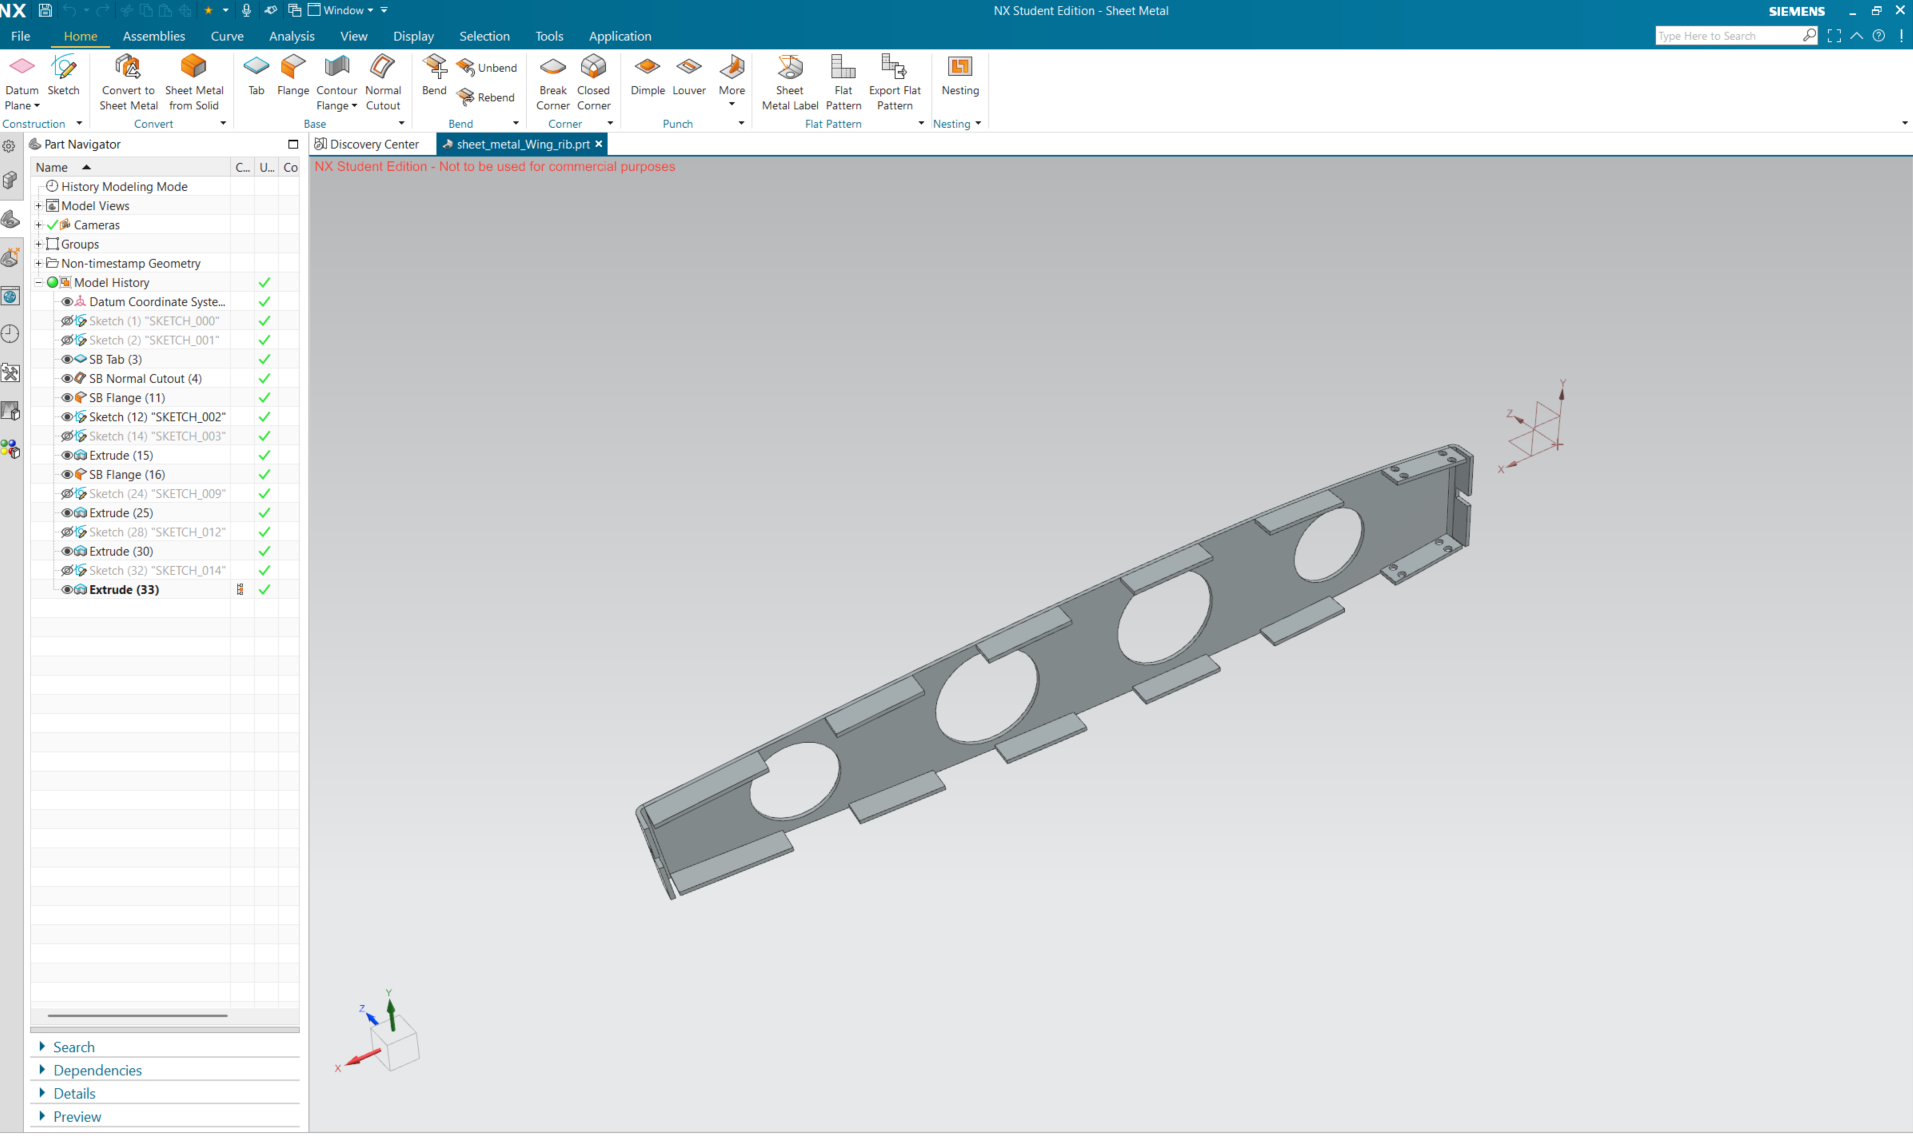 NX Window NX Student Edition - Sheet Metal SIEMENS
File Home Assemblies Curve Analysis View Display Selection Tools Application Type Here to Search
Datum Plane
Sketch
Construction
Convert to Sheet Metal
Sheet Metal from Solid
Convert
Tab
Flange
Contour Flange
Normal Cutout
Base
Bend
Unbend
Rebend
Bend
Break Corner
Closed Corner
Corner
Dimple
Louver
More
Punch
Sheet Metal Label
Flat Pattern
Export Flat Pattern
Flat Pattern
Nesting
Nesting
Part Navigator
Discovery Center
sheet_metal_Wing_rib.prt
NX Student Edition - Not to be used for commercial purposes
Name C... U... Co
History Modeling Mode
Model Views
Cameras
Groups
Non-timestamp Geometry
Model History
Datum Coordinate Syste...
Sketch (1) "SKETCH_000"
Sketch (2) "SKETCH_001"
SB Tab (3)
SB Normal Cutout (4)
SB Flange (11)
Sketch (12) "SKETCH_002"
Sketch (14) "SKETCH_003"
Extrude (15)
SB Flange (16)
Sketch (24) "SKETCH_009"
Extrude (25)
Sketch (28) "SKETCH_012"
Extrude (30)
Sketch (32) "SKETCH_014"
Extrude (33)
Y
Z
X
Y
Z
X
Search
Dependencies
Details
Preview